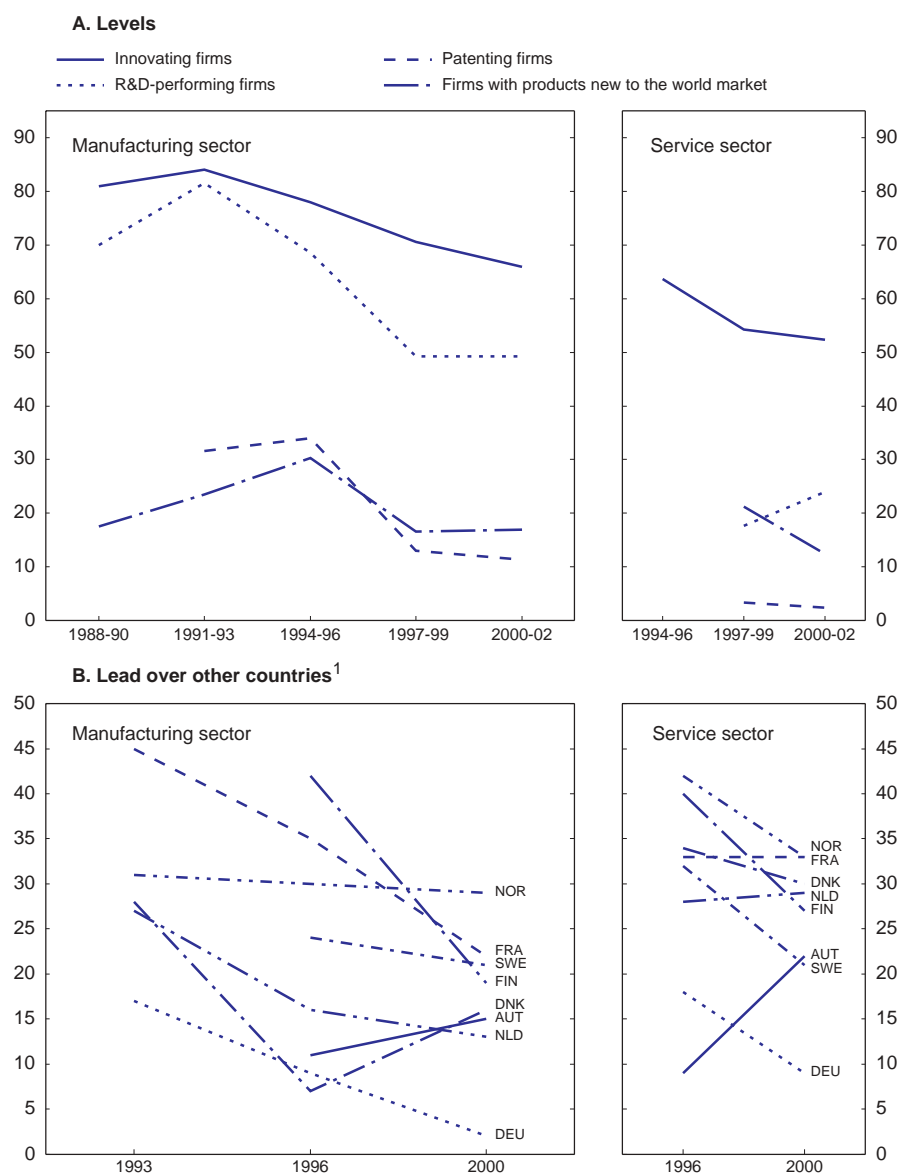 A. Levels
Innovating firms
Patenting firms
R&D-performing firms
Firms with products new to the world market
Manufacturing sector
90
80
70
60
50
40
30
20
10
0
1988-90 1991-93 1994-96 1997-99 2000-02
Service sector
90
80
70
60
50
40
30
20
10
0
1994-96 1997-99 2000-02
B. Lead over other countries1
Manufacturing sector
50
45
40
35
30
25
20
15
10
5
0
NOR
FRA
SWE
FIN
DNK
AUT
NLD
DEU
1993 1996 2000
Service sector
50
45
40
35
30
25
20
15
10
5
0
NOR
FRA
DNK
NLD
FIN
AUT
SWE
DEU
1996 2000